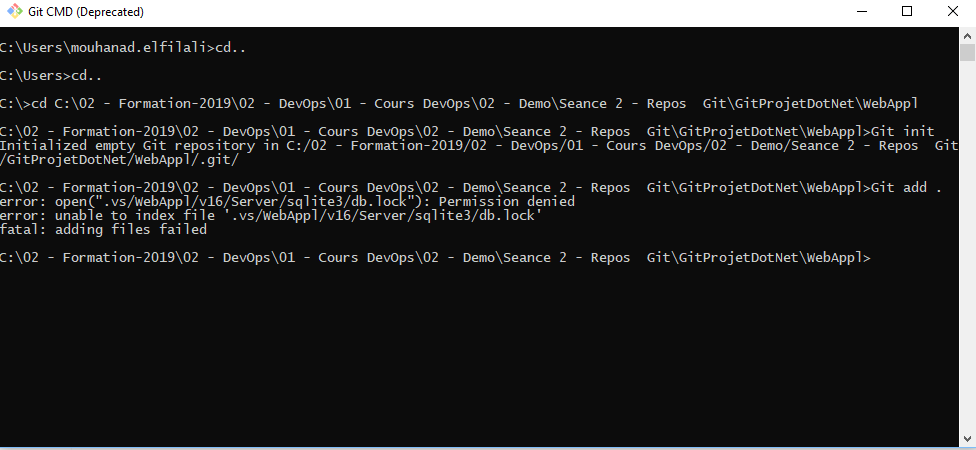 Git CMD (Deprecated)
C:\Users\mouhanad.elfilali>cd..
C:\Users>cd..
C:\>cd C:\02 - Formation-2019\02 - DevOps\01 - Cours DevOps\02 - Demo\Seance 2 - Repos  Git\GitProjetDotNet\WebAppl
C:\02 - Formation-2019\02 - DevOps\01 - Cours DevOps\02 - Demo\Seance 2 - Repos  Git\GitProjetDotNet\WebAppl>Git init
Initialized empty Git repository in C:/02 - Formation-2019/02 - DevOps/01 - Cours DevOps/02 - Demo/Seance 2 - Repos  Git
/GitProjetDotNet/WebAppl/.git/
C:\02 - Formation-2019\02 - DevOps\01 - Cours DevOps\02 - Demo\Seance 2 - Repos  Git\GitProjetDotNet\WebAppl>Git add .
error: open(".vs/WebAppl/v16/Server/sqlite3/db.lock"): Permission denied
error: unable to index file '.vs/WebAppl/v16/Server/sqlite3/db.lock'
fatal: adding files failed
C:\02 - Formation-2019\02 - DevOps\01 - Cours DevOps\02 - Demo\Seance 2 - Repos  Git\GitProjetDotNet\WebAppl>